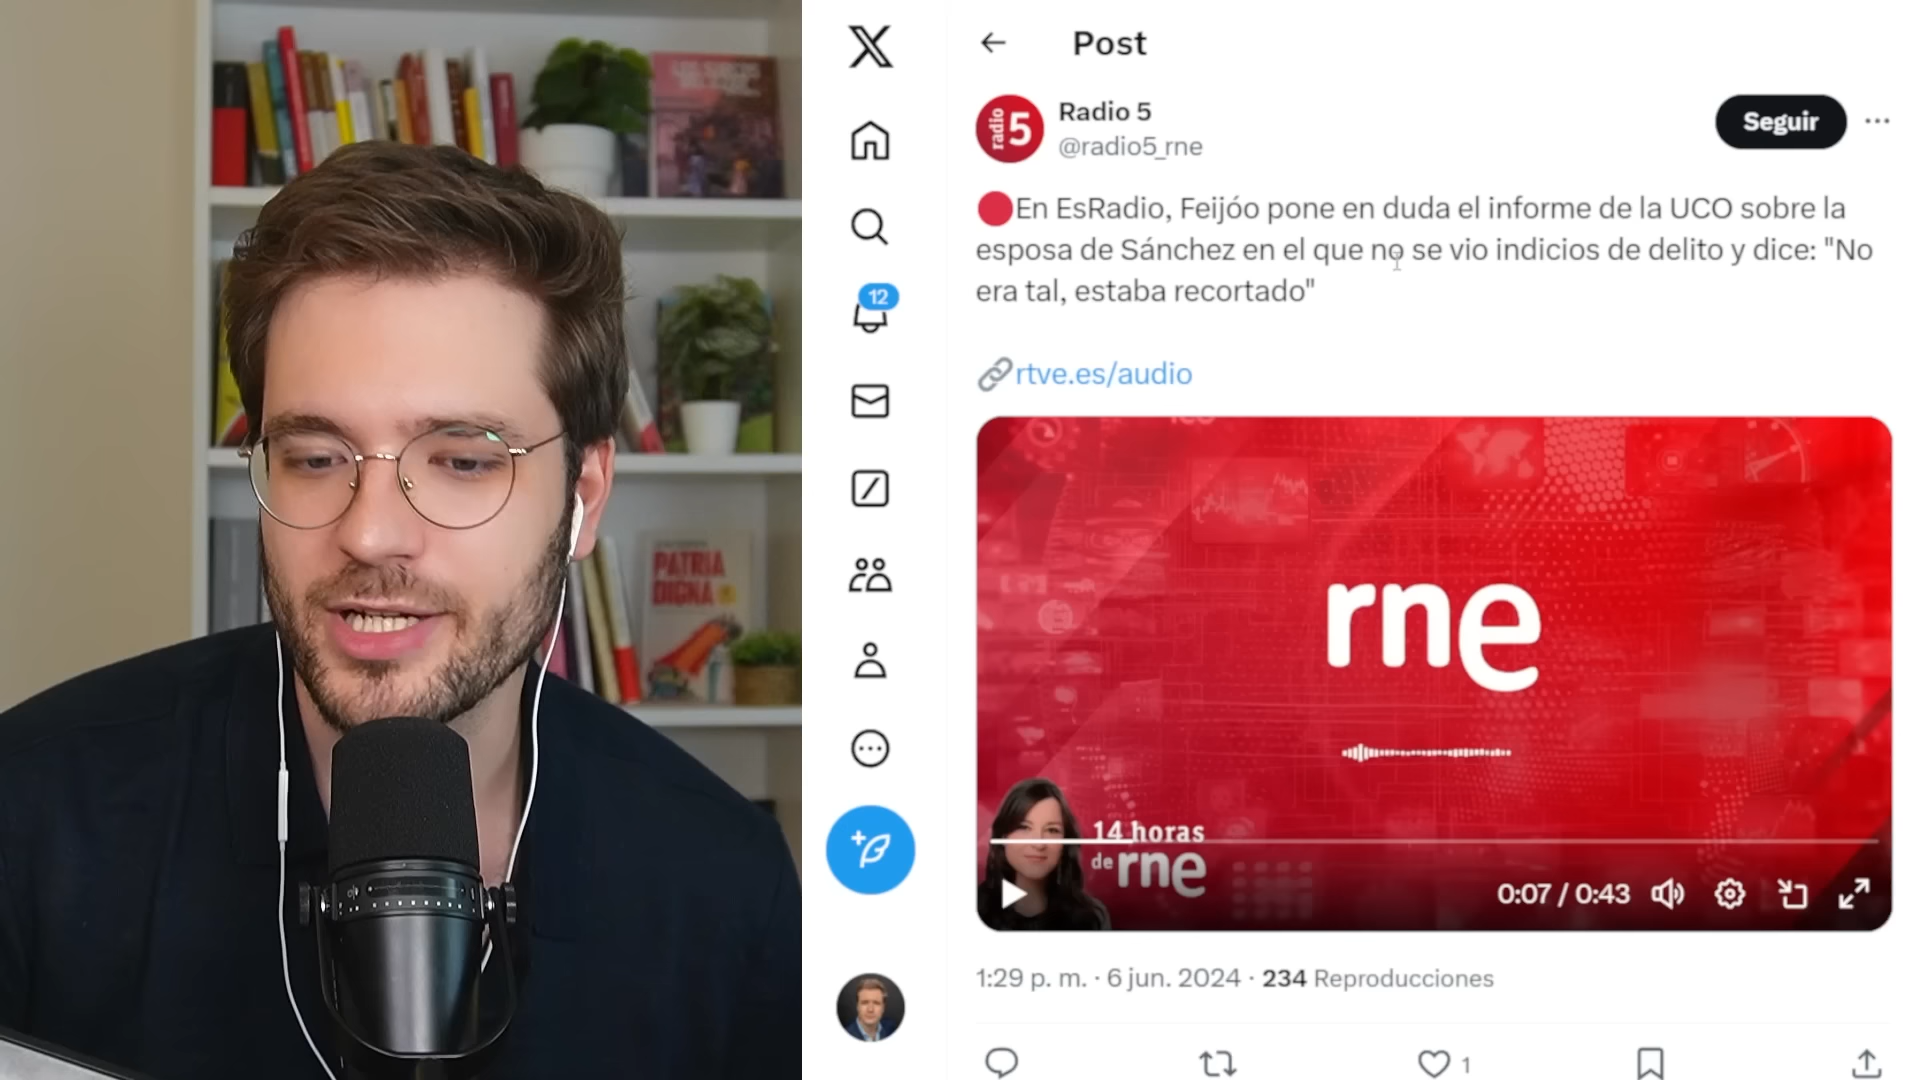 PATRIA
DIGNA
Post
radio 5
Radio 5
@radio5_rne
Seguir
🔴En EsRadio, Feijóo pone en duda el informe de la UCO sobre la
esposa de Sánchez en el que no se vio indicios de delito y dice: "No
era tal, estaba recortado"
rtve.es/audio
12
rne
14 horas
de rne
0:07 / 0:43
1:29 p. m. · 6 jun. 2024 · 234 Reproducciones
1